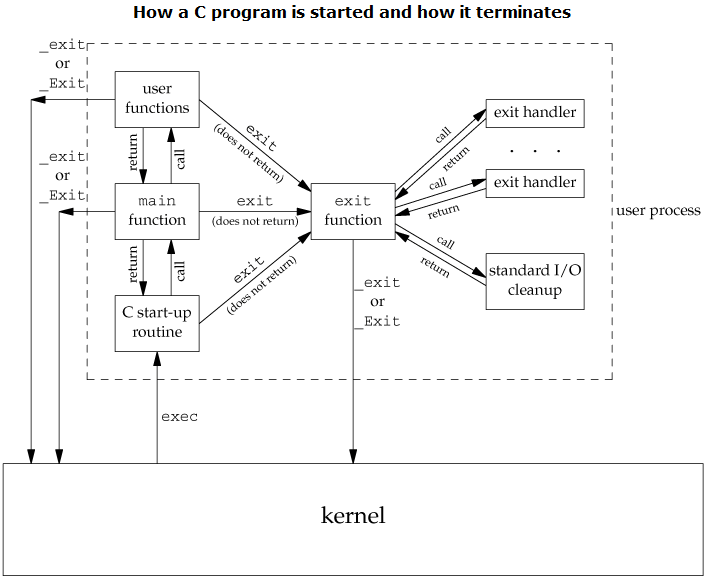 How a C program is started and how it terminates
_exit
or
_Exit
user
functions
exit
(does not return)
call
return
exit handler
. . .
return
call
_exit
or
_Exit
main
function
exit
(does not return)
exit
function
call
return
exit handler
user process
return
call
exit
(does not return)
call
return
standard I/O
cleanup
C start-up
routine
_exit
or
_Exit
exec
kernel